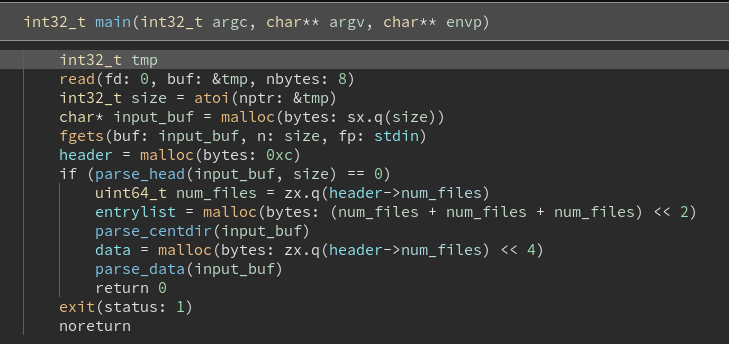 int32_t main(int32_t argc, char** argv, char** envp)
int32_t tmp
read(fd: 0, buf: &tmp, nbytes: 8)
int32_t size = atoi(nptr: &tmp)
char* input_buf = malloc(bytes: sx.q(size))
fgets(buf: input_buf, n: size, fp: stdin)
header = malloc(bytes: 0xc)
if (parse_head(input_buf, size) == 0)
uint64_t num_files = zx.q(header->num_files)
entrylist = malloc(bytes: (num_files + num_files + num_files) << 2)
parse_centdir(input_buf)
data = malloc(bytes: zx.q(header->num_files) << 4)
parse_data(input_buf)
return 0
exit(status: 1)
noreturn